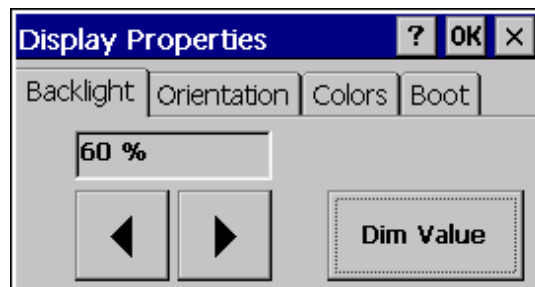 Display Properties ? OK ×
Backlight Orientation Colors Boot
60 %
Dim Value